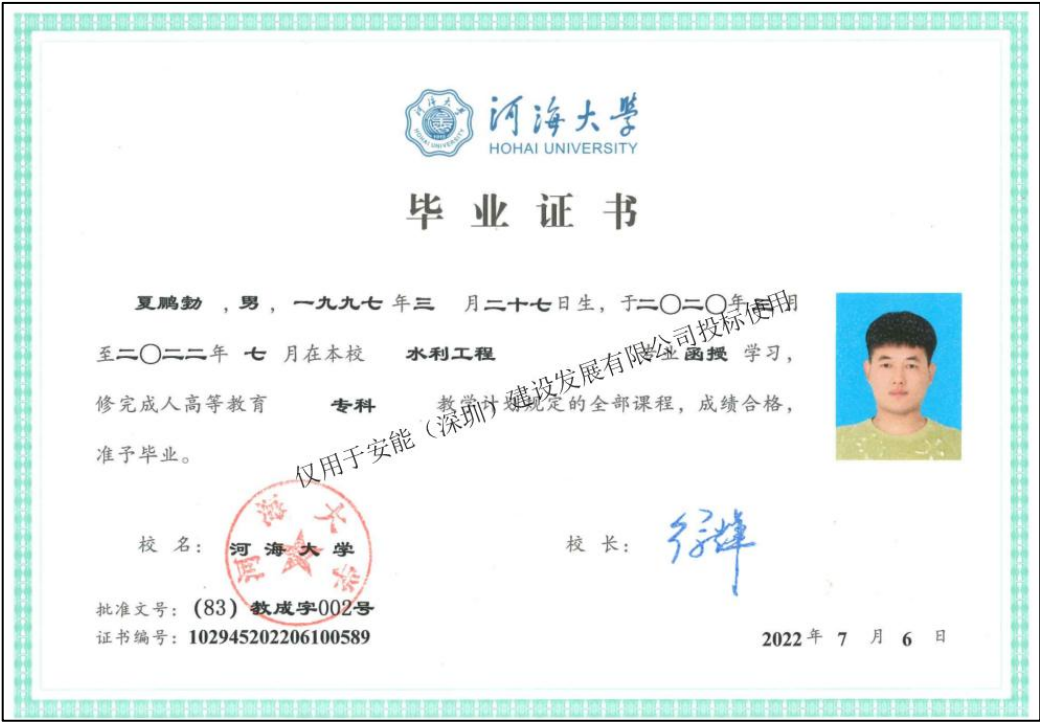 河海大學
HOHAI UNIVERSITY
毕业证书
夏鹏勃 ,男,一九九七年三 月二十七日生,于二〇二〇年 月
至二〇二二年 七 月在本校 水利工程 专业函授 学习,
修完成人高等教育 专科 教学计划规定的全部课程,成绩合格,
准予毕业。
仅用于安能(深圳)建设发展有限公司投标使用
校 名: 河海大学
校 长:
批准文号:(83)教成字002号
证书编号:102945202206100589
2022年 7 月 6 日